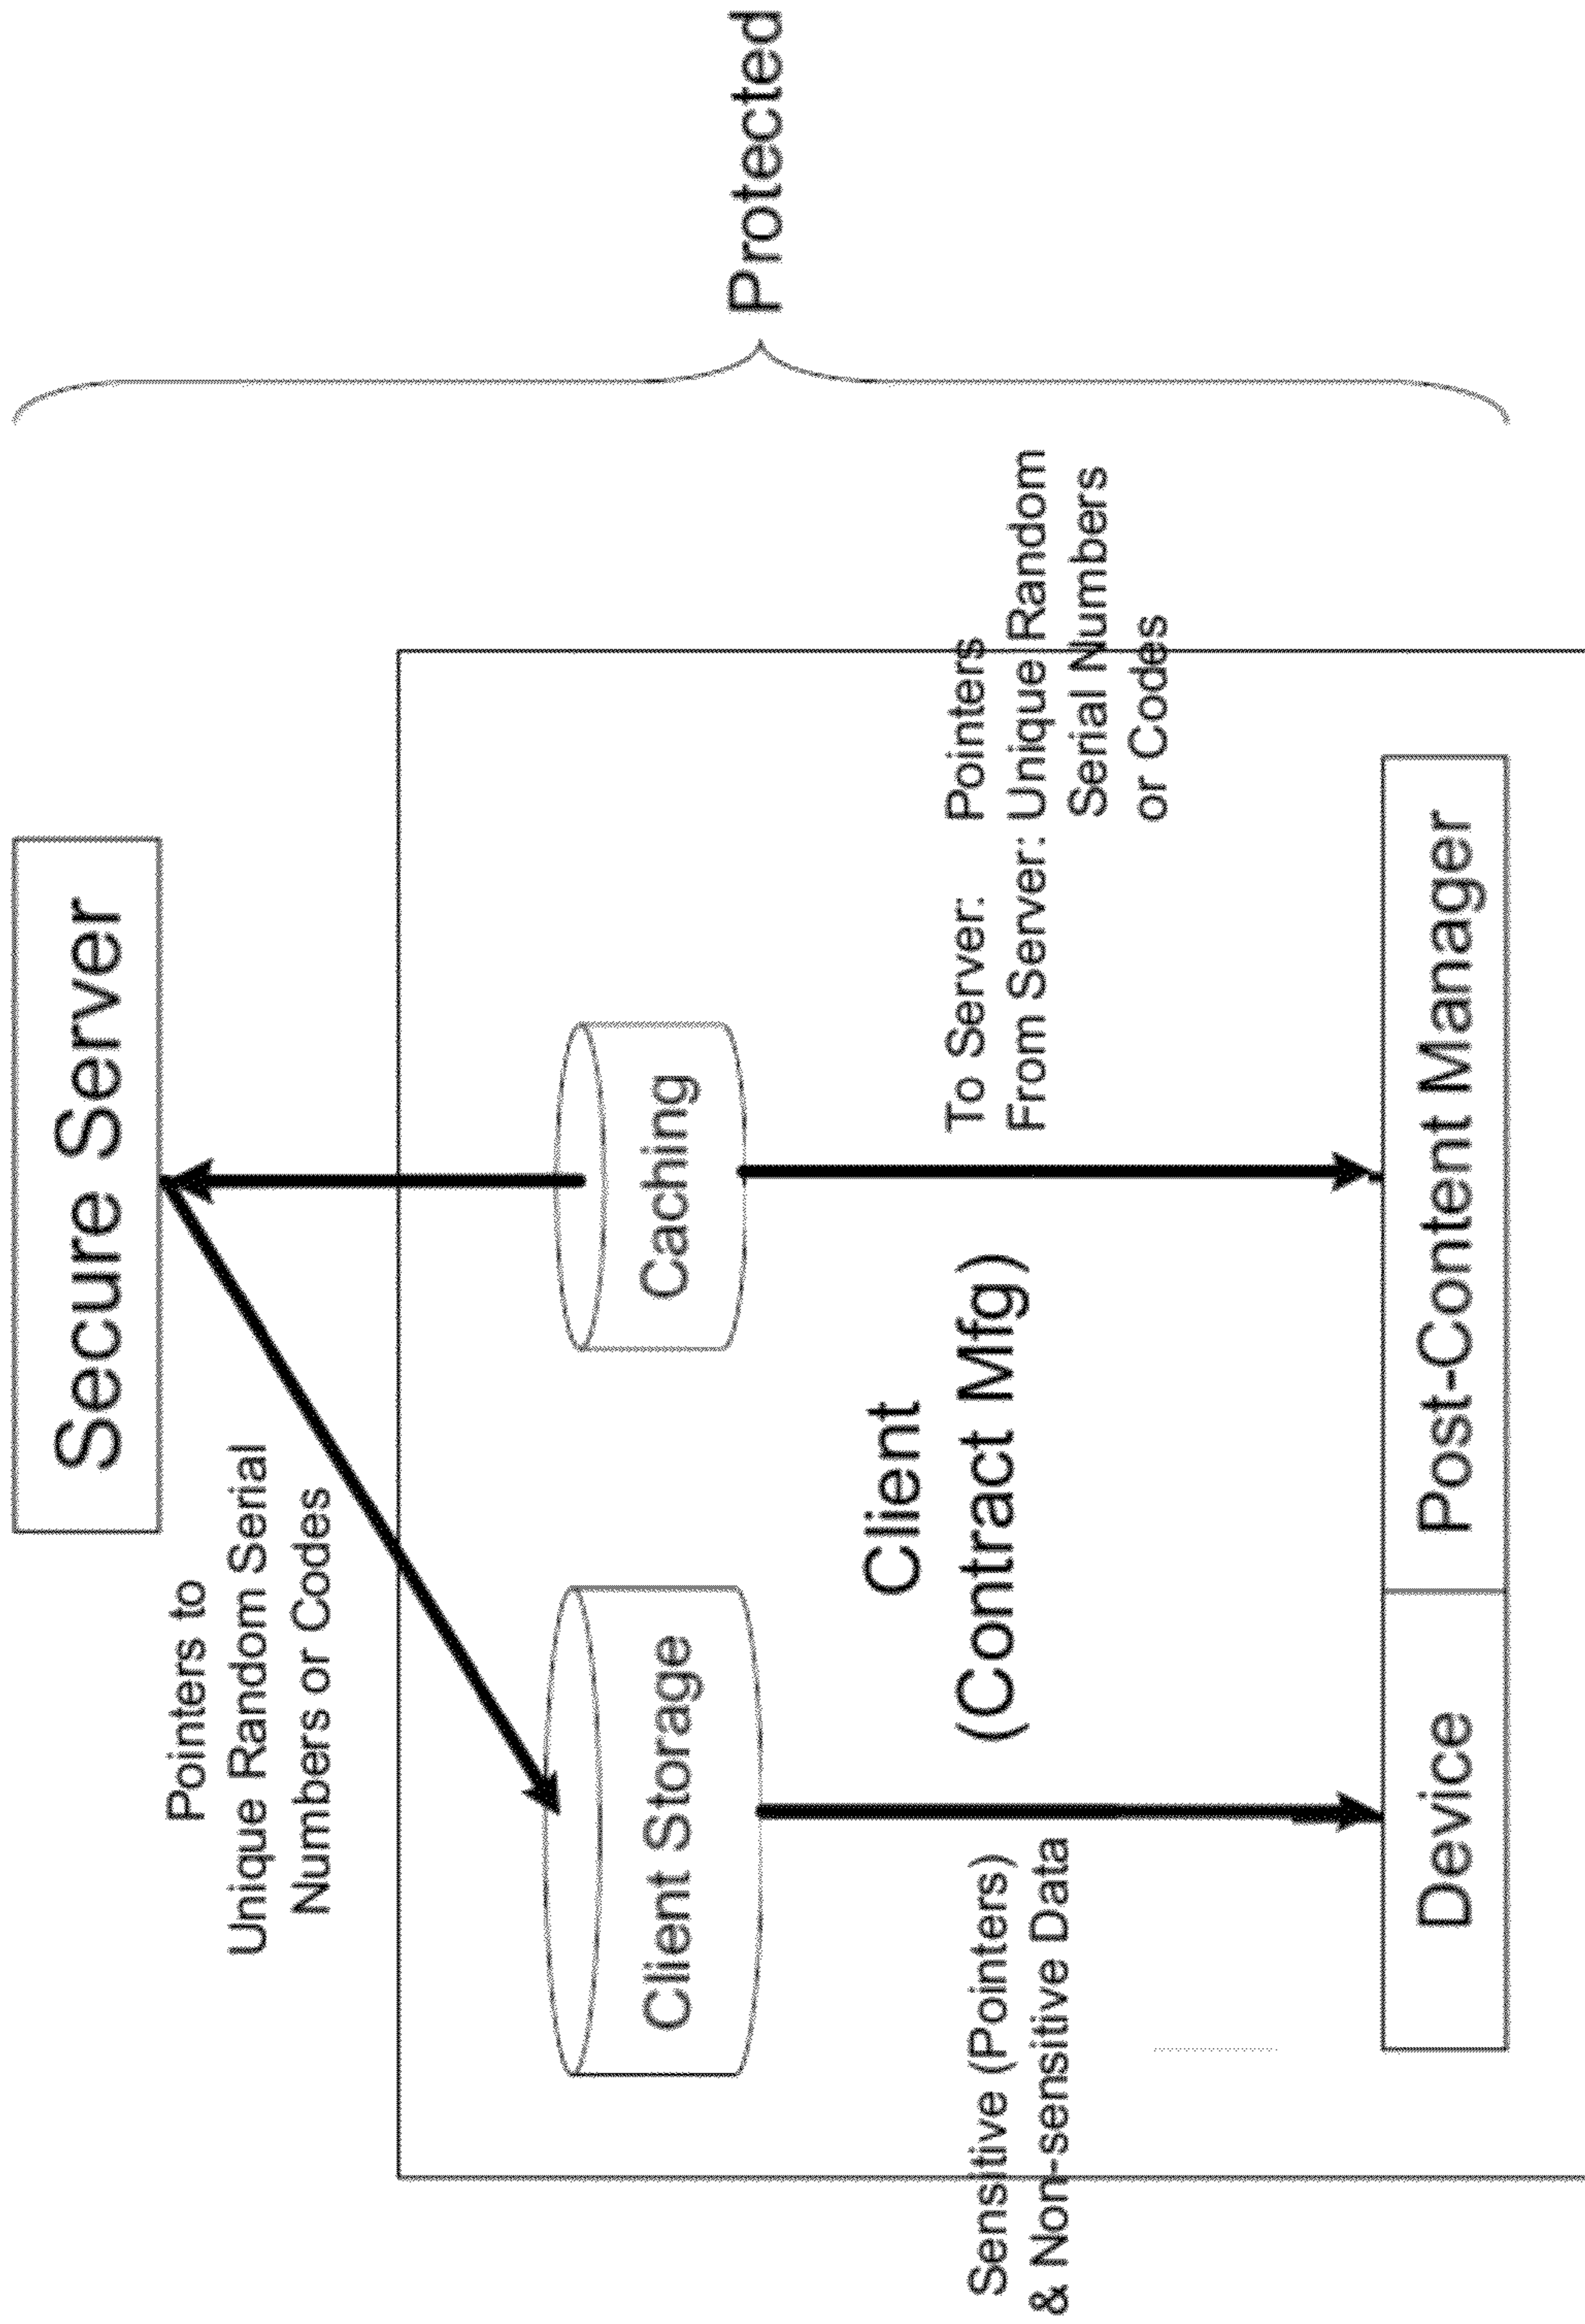 Secure Server
Pointers to
Unique Random Serial
Numbers or Codes
Client Storage
Caching
Client
(Contract Mfg)
Sensitive (Pointers)
& Non-sensitive Data
To Server: Pointers
From Server: Unique Random
Serial Numbers
or Codes
Device
Post-Content Manager
Protected